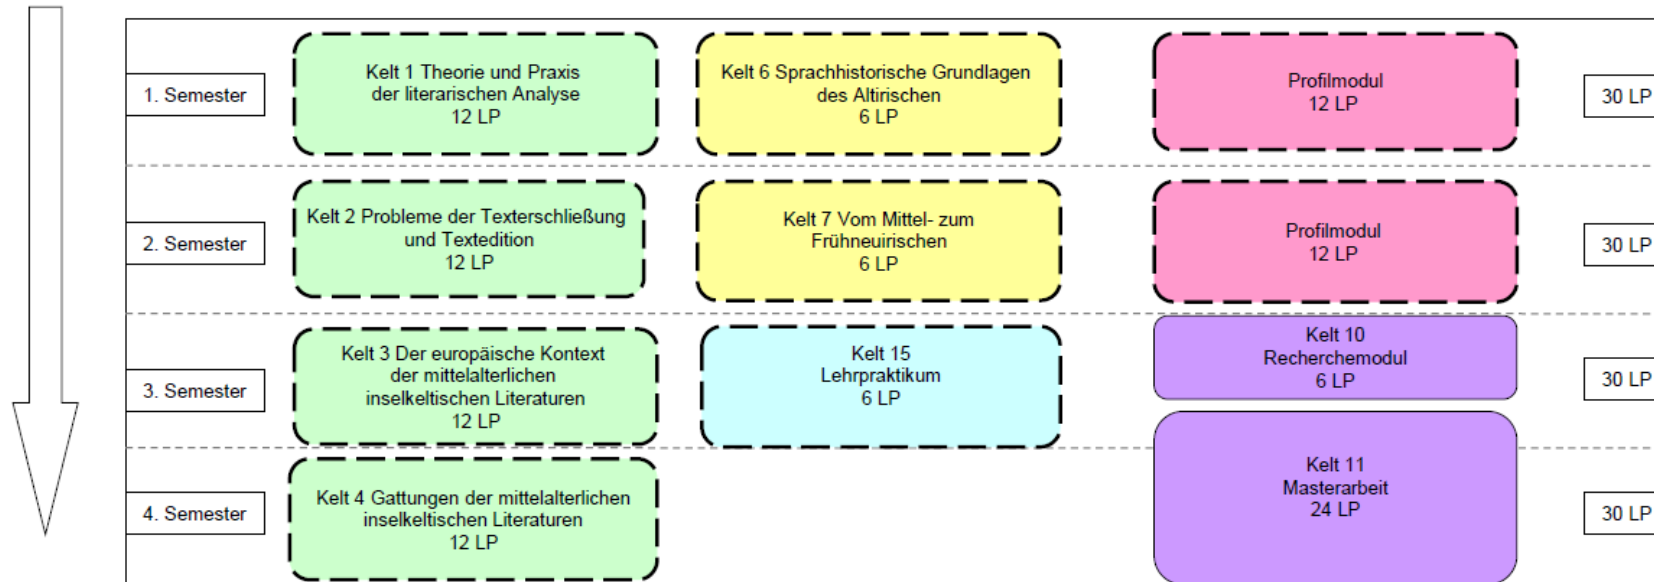 1. Semester
Kelt 1 Theorie und Praxis
der literarischen Analyse
12 LP
Kelt 6 Sprachhistorische Grundlagen
des Altirischen
6 LP
Profilmodul
12 LP
30 LP
2. Semester
Kelt 2 Probleme der Texterschließung
und Textedition
12 LP
Kelt 7 Vom Mittel- zum
Frühneuirischen
6 LP
Profilmodul
12 LP
30 LP
3. Semester
Kelt 3 Der europäische Kontext
der mittelalterlichen
inselkeltischen Literaturen
12 LP
Kelt 15
Lehrpraktikum
6 LP
Kelt 10
Recherchemodul
6 LP
30 LP
4. Semester
Kelt 4 Gattungen der mittelalterlichen
inselkeltischen Literaturen
12 LP
Kelt 11
Masterarbeit
24 LP
30 LP